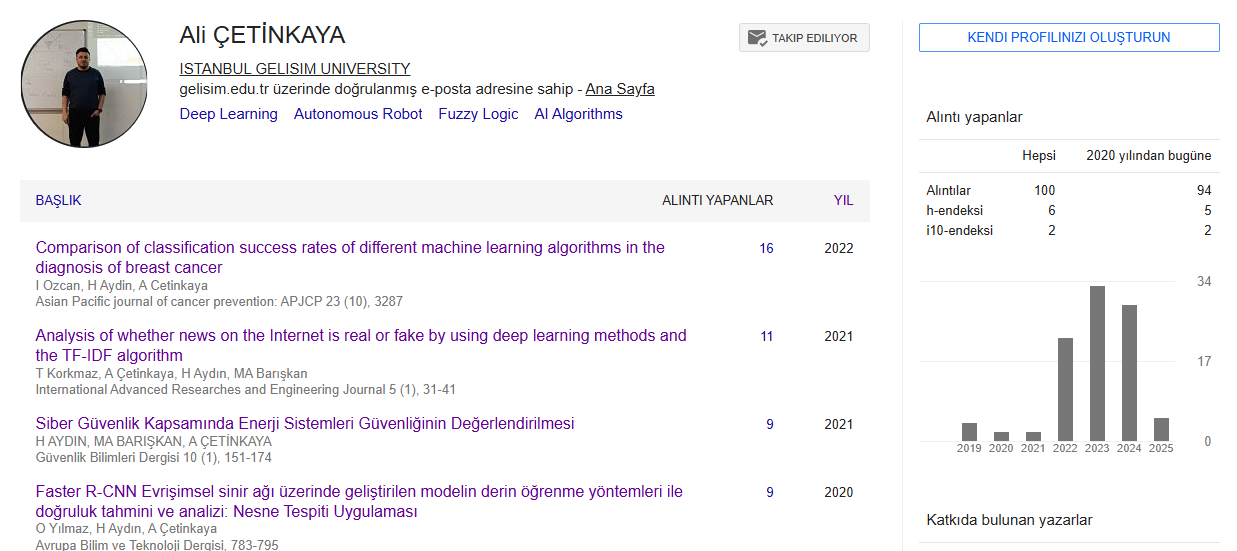 Ali ÇETİNKAYA
TAKIP EDILIYOR
ISTANBUL GELISIM UNIVERSITY
gelisim.edu.tr üzerinde doğrulanmış e-posta adresine sahip - Ana Sayfa
Deep Learning Autonomous Robot Fuzzy Logic AI Algorithms
BAŞLIK ALINTI YAPANLAR YIL
Comparison of classification success rates of different machine learning algorithms in the 16 2022
diagnosis of breast cancer
I Ozcan, H Aydin, A Cetinkaya
Asian Pacific journal of cancer prevention: APJCP 23 (10), 3287
Analysis of whether news on the Internet is real or fake by using deep learning methods and 11 2021
the TF-IDF algorithm
T Korkmaz, A Çetinkaya, H Aydın, MA Barışkan
International Advanced Researches and Engineering Journal 5 (1), 31-41
Siber Güvenlik Kapsamında Enerji Sistemleri Güvenliğinin Değerlendirilmesi 9 2021
H AYDIN, MA BARIŞKAN, A ÇETİNKAYA
Güvenlik Bilimleri Dergisi 10 (1), 151-174
Faster R-CNN Evrişimsel sinir ağı üzerinde geliştirilen modelin derin öğrenme yöntemleri ile 9 2020
doğruluk tahmini ve analizi: Nesne Tespiti Uygulaması
O Yılmaz, H Aydın, A Çetinkaya
Avrupa Bilim ve Teknoloji Dergisi, 783-795
KENDI PROFILINIZI OLUŞTURUN
Alıntı yapanlar
Hepsi 2020 yılından bugüne
Alıntılar 100 94
h-endeksi 6 5
i10-endeksi 2 2
34
17
0
2019 2020 2021 2022 2023 2024 2025
Katkıda bulunan yazarlar